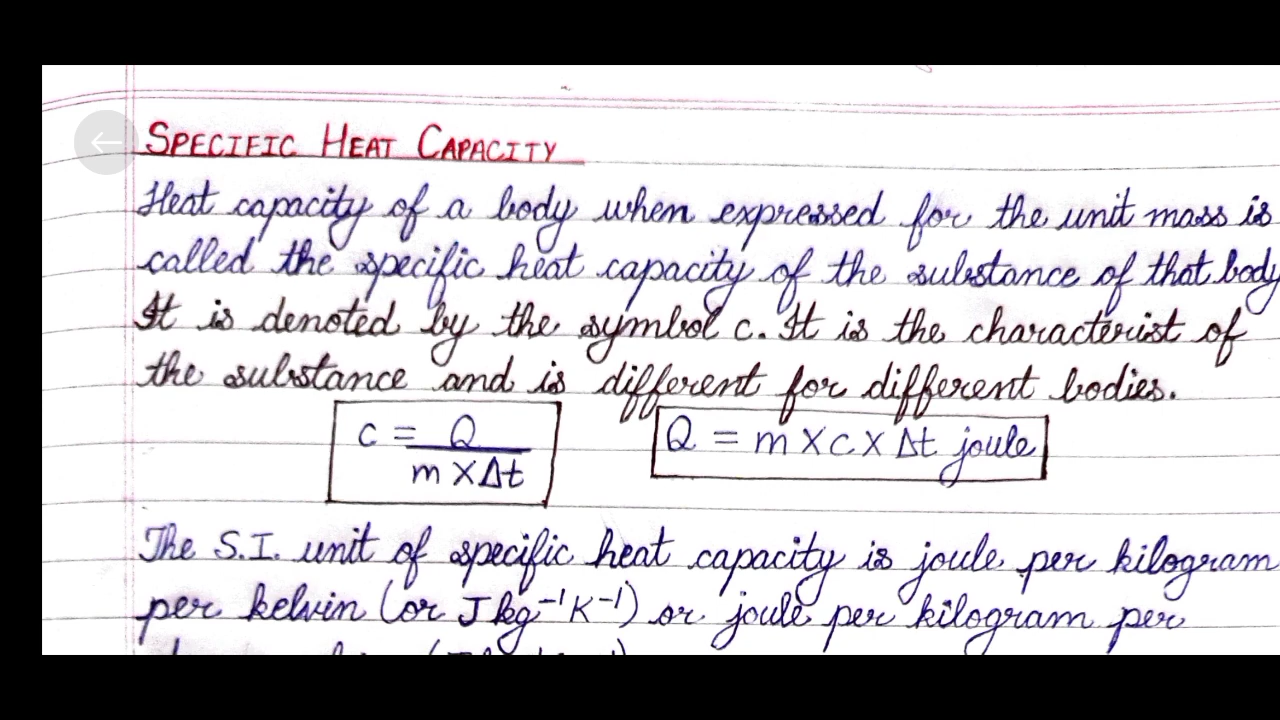 SPECIFIC HEAT CAPACITY
Heat capacity of a body when expressed for the unit mass is
called the specific heat capacity of the substance of that body
It is denoted by the symbol c. It is the characterist of
the substance and is different for different bodies.
c = Q / m × Δt    Q = m × c × Δt joule
The S.I. unit of specific heat capacity is joule per kilogram
per kelvin (or J kg⁻¹ K⁻¹) or joule per kilogram per